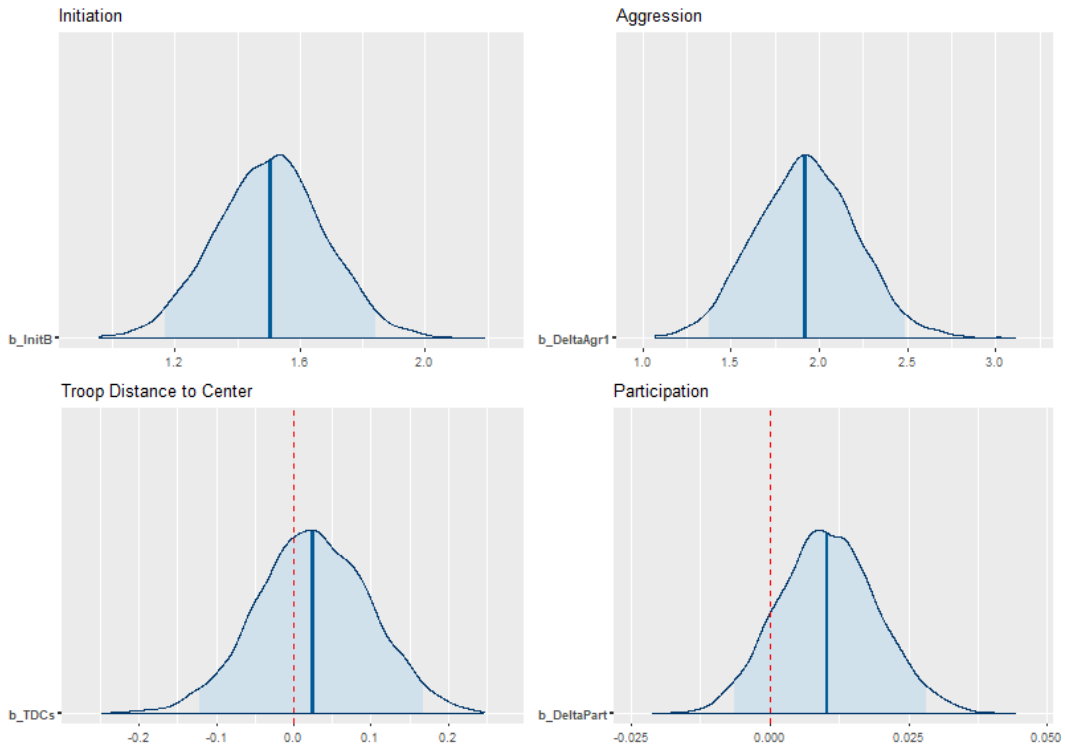 Initiation
Aggression
b_InitB
b_DeltaAgr1
1.2 1.6 2.0
1.0 1.5 2.0 2.5 3.0
Troop Distance to Center
Participation
b_TDCs
b_DeltaPart
-0.2 -0.1 0.0 0.1 0.2
-0.025 0.000 0.025 0.050